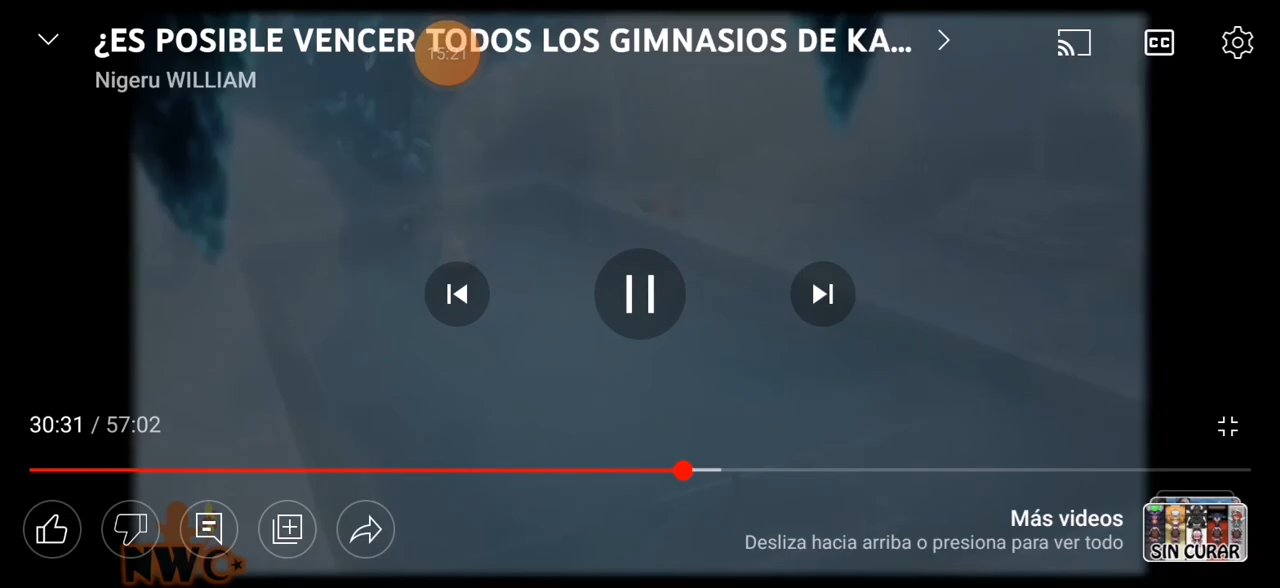 ¿ES POSIBLE VENCER TODOS LOS GIMNASIOS DE KA...
15:21
Nigeru WILLIAM
CC
30:31 / 57:02
Más videos
Desliza hacia arriba o presiona para ver todo
SIN CURAR
NWC